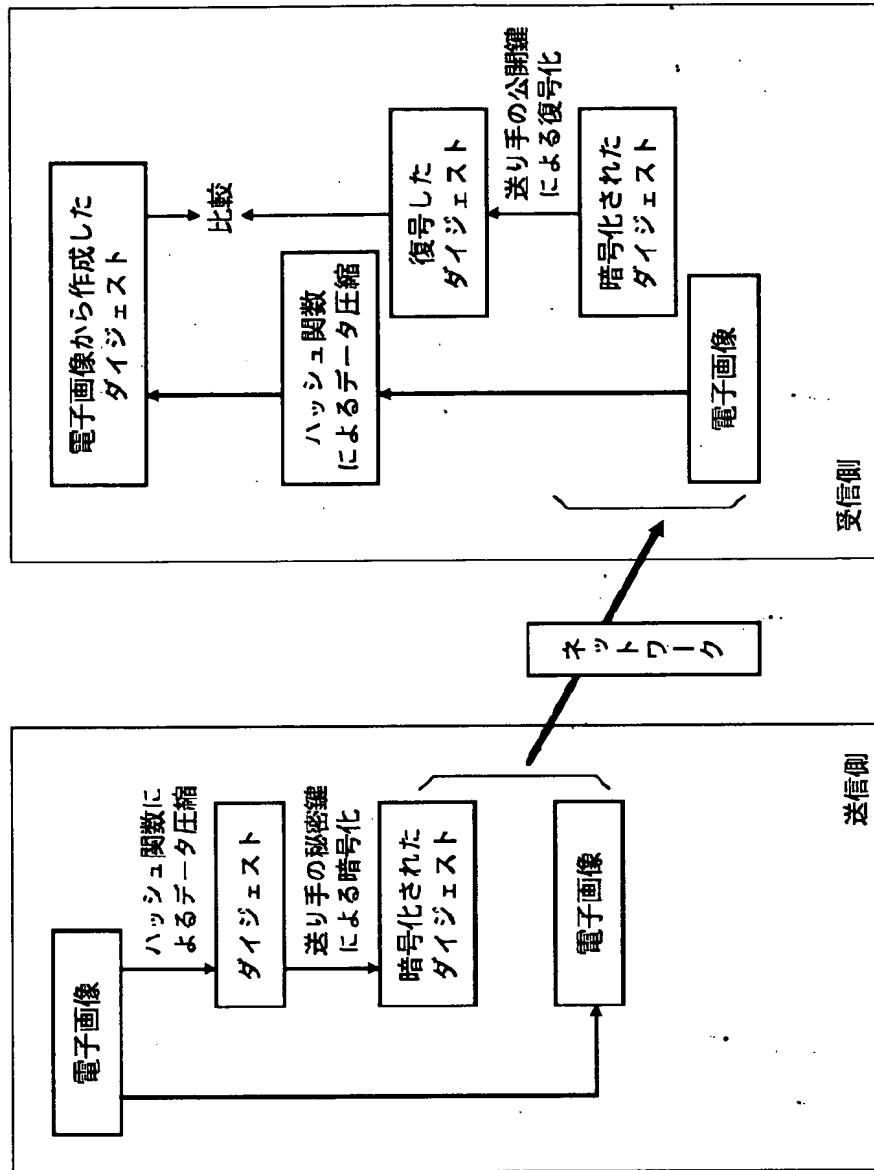 電子画像
ハッシュ関数に
よるデータ圧縮
ダイジェスト
送り手の秘密鍵
による暗号化
暗号化された
ダイジェスト
電子画像
送信側
ネットワーク
電子画像から作成した
ダイジェスト
比較
ハッシュ関数
によるデータ圧縮
復号した
ダイジェスト
送り手の公開鍵
による復号化
暗号化された
ダイジェスト
電子画像
受信側